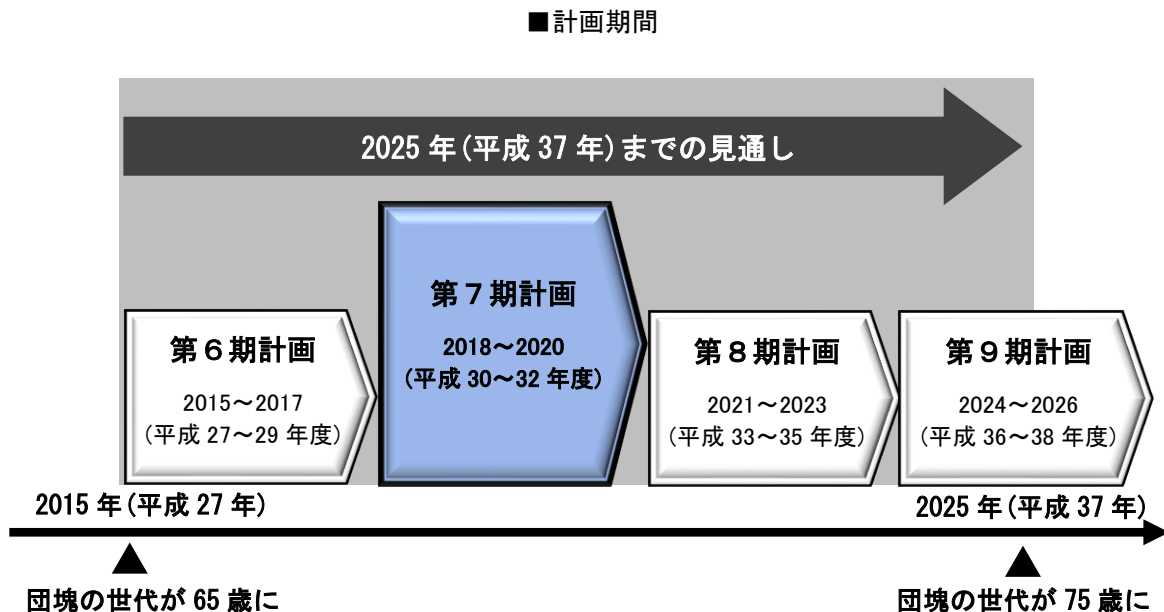 ■計画期間
2025 年(平成 37 年)までの見通し
第６期計画
2015～2017
(平成 27～29 年度)
第７期計画
2018～2020
(平成 30～32 年度)
第８期計画
2021～2023
(平成 33～35 年度)
第９期計画
2024～2026
(平成 36～38 年度)
2015 年(平成 27 年)
2025 年(平成 37 年)
団塊の世代が 65 歳に
団塊の世代が 75 歳に